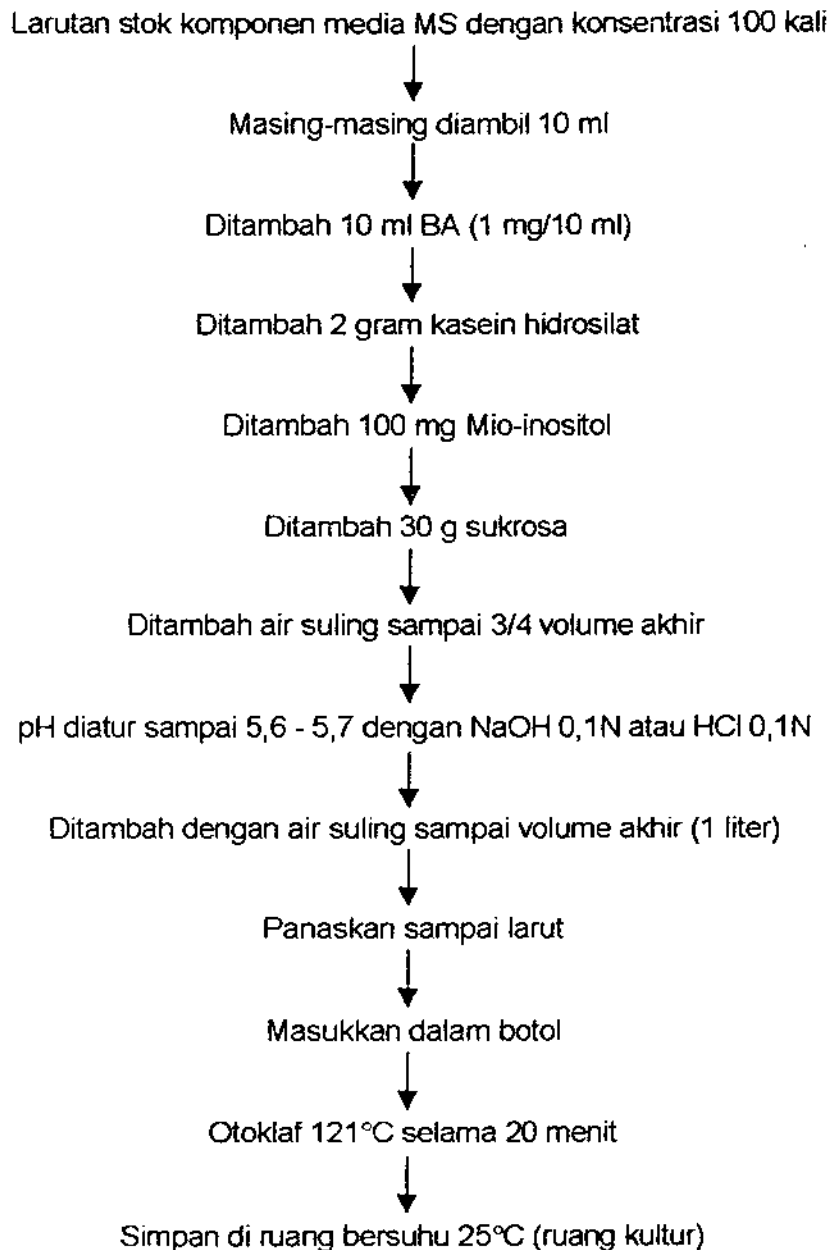 Larutan stok komponen media MS dengan konsentrasi 100 kali
Masing-masing diambil 10 ml
Ditambah 10 ml BA (1 mg/10 ml)
Ditambah 2 gram kasein hidrosilat
Ditambah 100 mg Mio-inositol
Ditambah 30 g sukrosa
Ditambah air suling sampai 3/4 volume akhir
pH diatur sampai 5,6 - 5,7 dengan NaOH 0,1N atau HCl 0,1N
Ditambah dengan air suling sampai volume akhir (1 liter)
Panaskan sampai larut
Masukkan dalam botol
Otoklaf 121°C selama 20 menit
Simpan di ruang bersuhu 25°C (ruang kultur)